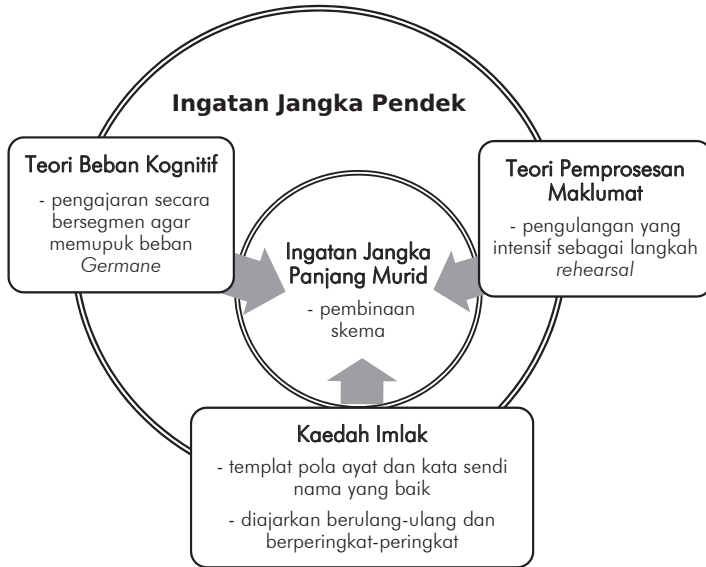 Ingatan Jangka Pendek
Teori Beban Kognitif
- pengajaran secara
bersegmen agar
memupuk beban
Germane
Teori Pemprosesan
Maklumat
- pengulangan yang
intensif sebagai langkah
rehearsal
Ingatan Jangka
Panjang Murid
- pembinaan
skema
Kaedah Imlak
- templat pola ayat dan kata sendi
nama yang baik
- diajarkan berulang-ulang dan
berperingkat-peringkat